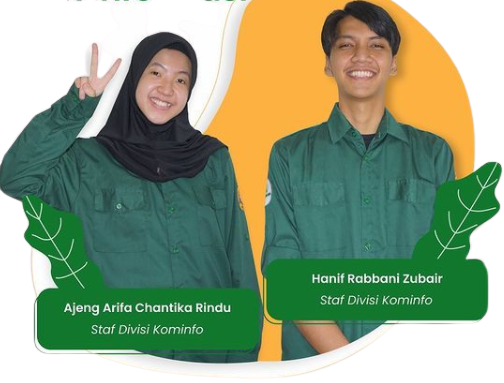 Ajeng Arifa Chantika Rindu
Staf Divisi Kominfo
Hanif Rabbani Zubair
Staf Divisi Kominfo